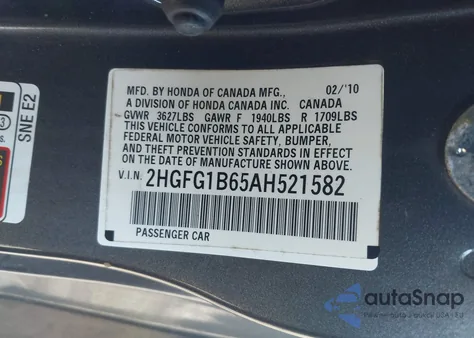 MFD. BY HONDA OF CANADA MFG., 02/'10
A DIVISION OF HONDA CANADA INC. CANADA
GVWR 3627LBS GAWR F 1940LBS R 1709LBS
THIS VEHICLE CONFORMS TO ALL APPLICABLE
FEDERAL MOTOR VEHICLE SAFETY, BUMPER,
AND THEFT PREVENTION STANDARDS IN EFFECT
ON THE DATE OF MANUFACTURE SHOWN ABOVE.
V.I.N: 2HGFG1B65AH521582
PASSENGER CAR
SNE E2
autoSnap